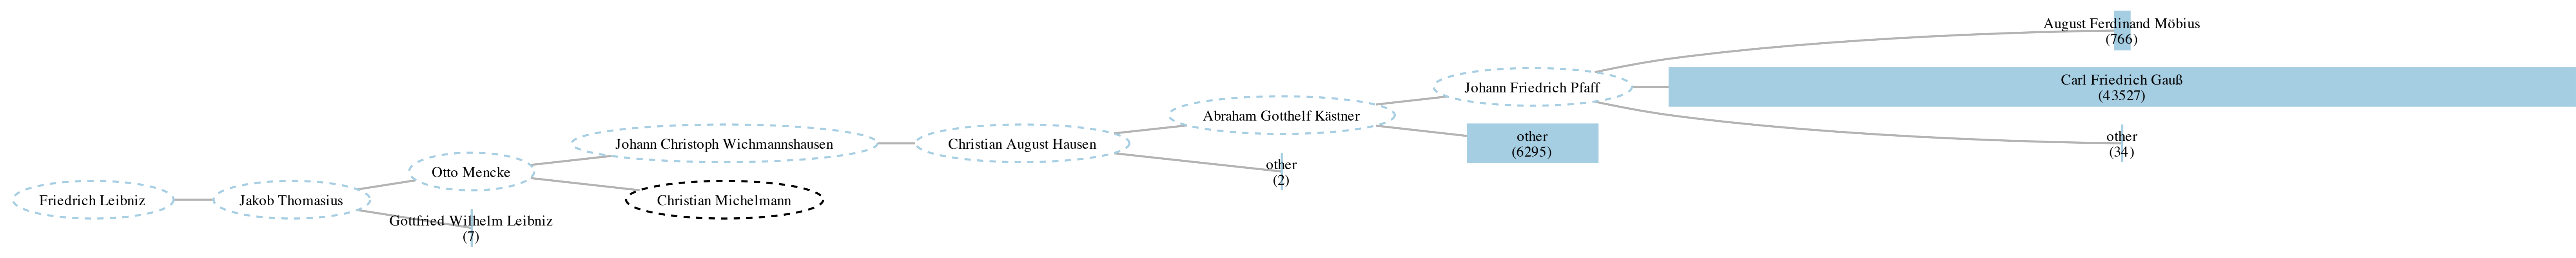 August Ferdinand Möbius
(766)
Carl Friedrich Gauß
(43527)
Johann Friedrich Pfaff
Abraham Gotthelf Kästner
other
(6295)
other
(34)
Johann Christoph Wichmannshausen
Christian August Hausen
other
(2)
Otto Mencke
Friedrich Leibniz
Jakob Thomasius
Christian Michelmann
Gottfried Wilhelm Leibniz
(7)